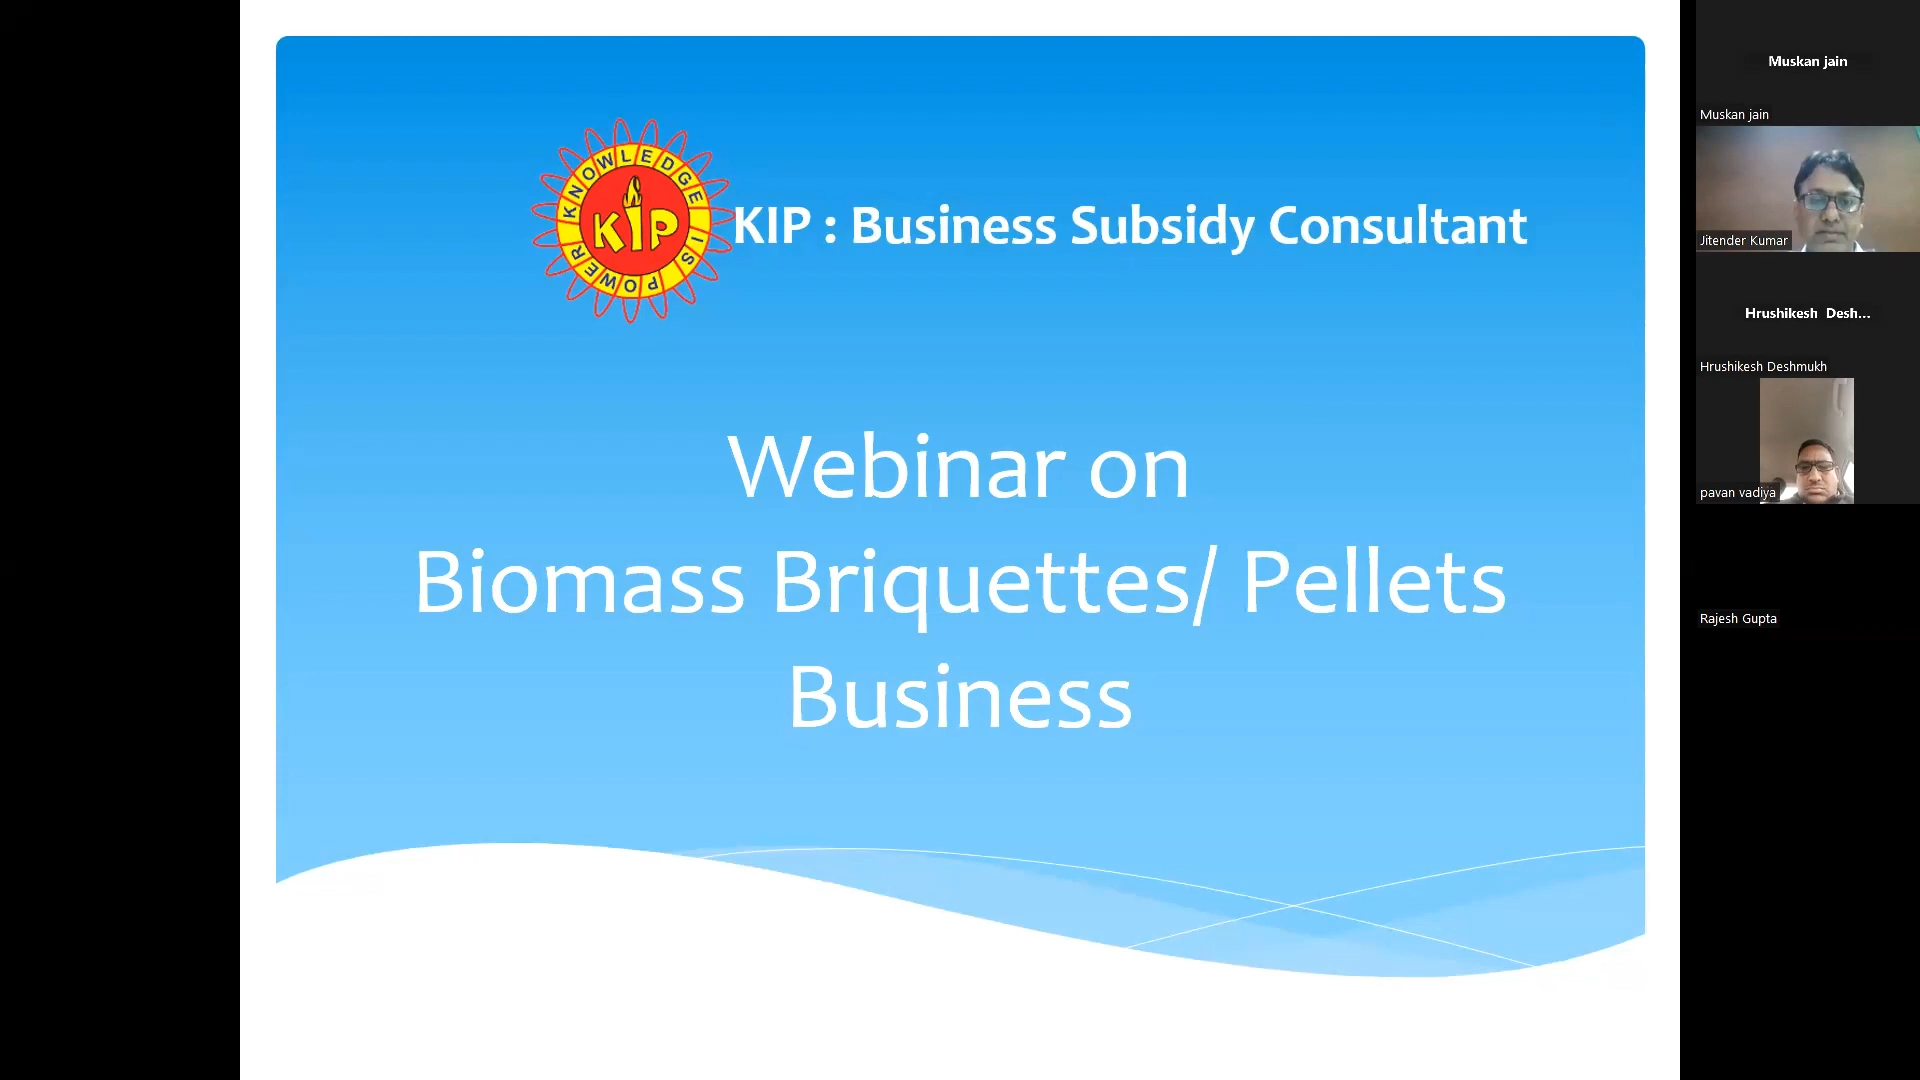 KNOWLEDGE IS POWER
KIP
KIP : Business Subsidy Consultant
Webinar on
Biomass Briquettes/ Pellets
Business
Muskan jain
Muskan jain
Jitender Kumar
Hrushikesh Desh...
Hrushikesh Deshmukh
pavan vadiya
Rajesh Gupta